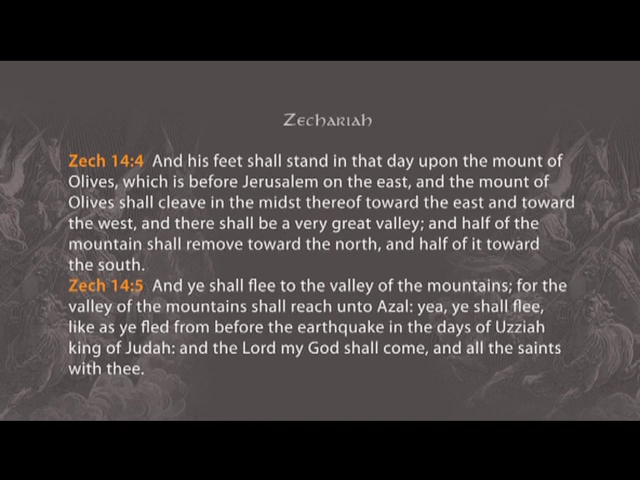 Zechariah
Zech 14:4 And his feet shall stand in that day upon the mount of
Olives, which is before Jerusalem on the east, and the mount of
Olives shall cleave in the midst thereof toward the east and toward
the west, and there shall be a very great valley; and half of the
mountain shall remove toward the north, and half of it toward
the south.
Zech 14:5 And ye shall flee to the valley of the mountains; for the
valley of the mountains shall reach unto Azal: yea, ye shall flee,
like as ye fled from before the earthquake in the days of Uzziah
king of Judah: and the Lord my God shall come, and all the saints
with thee.